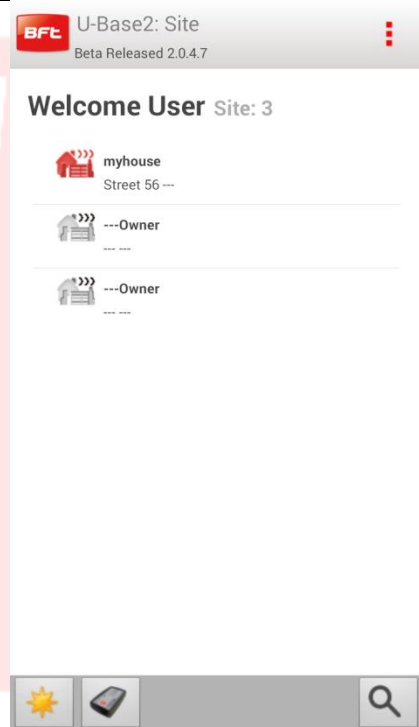 BFt
U-Base2: Site
Beta Released 2.0.4.7
Welcome User Site: 3
myhouse
Street 56 ---
---Owner
--- ---
---Owner
--- ---